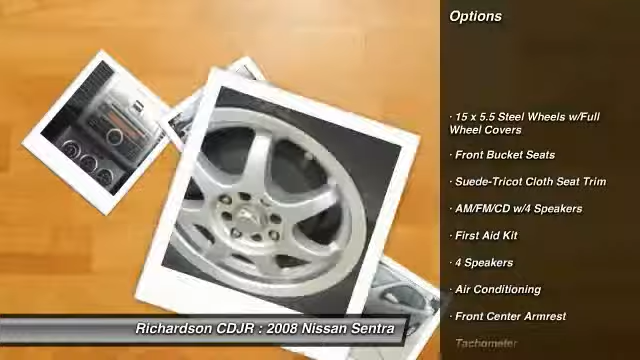 Options
· 15 x 5.5 Steel Wheels w/Full
Wheel Covers
· Front Bucket Seats
· Suede-Tricot Cloth Seat Trim
· AM/FM/CD w/4 Speakers
· First Aid Kit
· 4 Speakers
· Air Conditioning
· Front Center Armrest
Tachometer
Richardson CDJR : 2008 Nissan Sentra